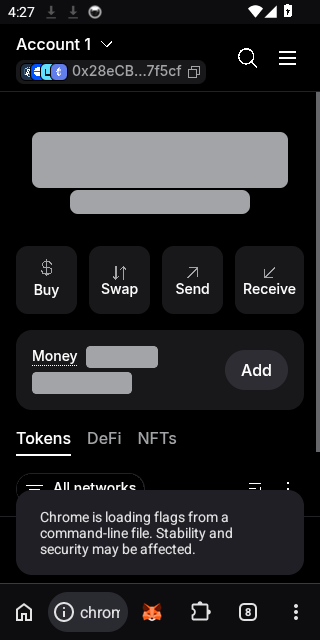 4:27
Account 1
0x28eCB...7f5cf
Buy
Swap
Send
Receive
Money
Add
Tokens
DeFi
NFTs
All networks
Chrome is loading flags from a
command-line file. Stability and
security may be affected.
chrom
8